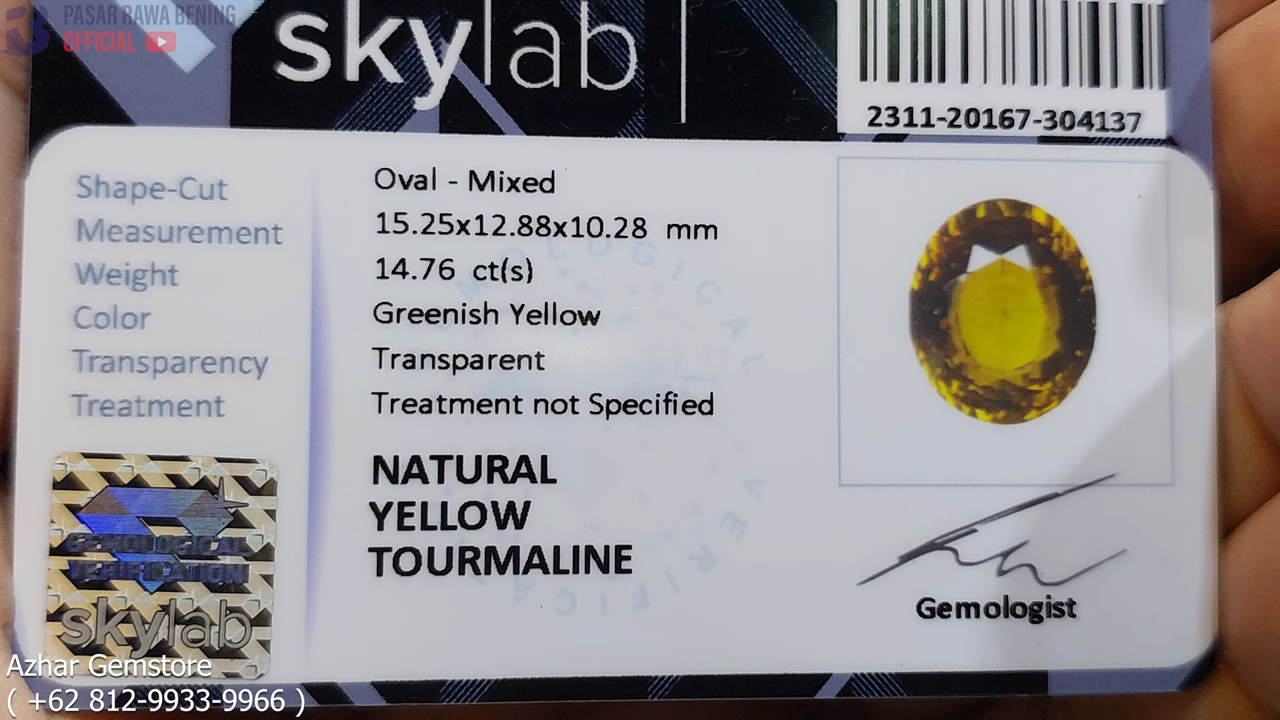 PASAR RAWA BENING
OFFICIAL
skylab
2311-20167-304137
Shape-Cut Oval - Mixed
Measurement 15.25x12.88x10.28 mm
Weight 14.76 ct(s)
Color Greenish Yellow
Transparency Transparent
Treatment Treatment not Specified
NATURAL
YELLOW
TOURMALINE
GEMOLOGICAL
VERIFICATION
skylab
Gemologist
Azhar Gemstore
( +62 812-9933-9966 )